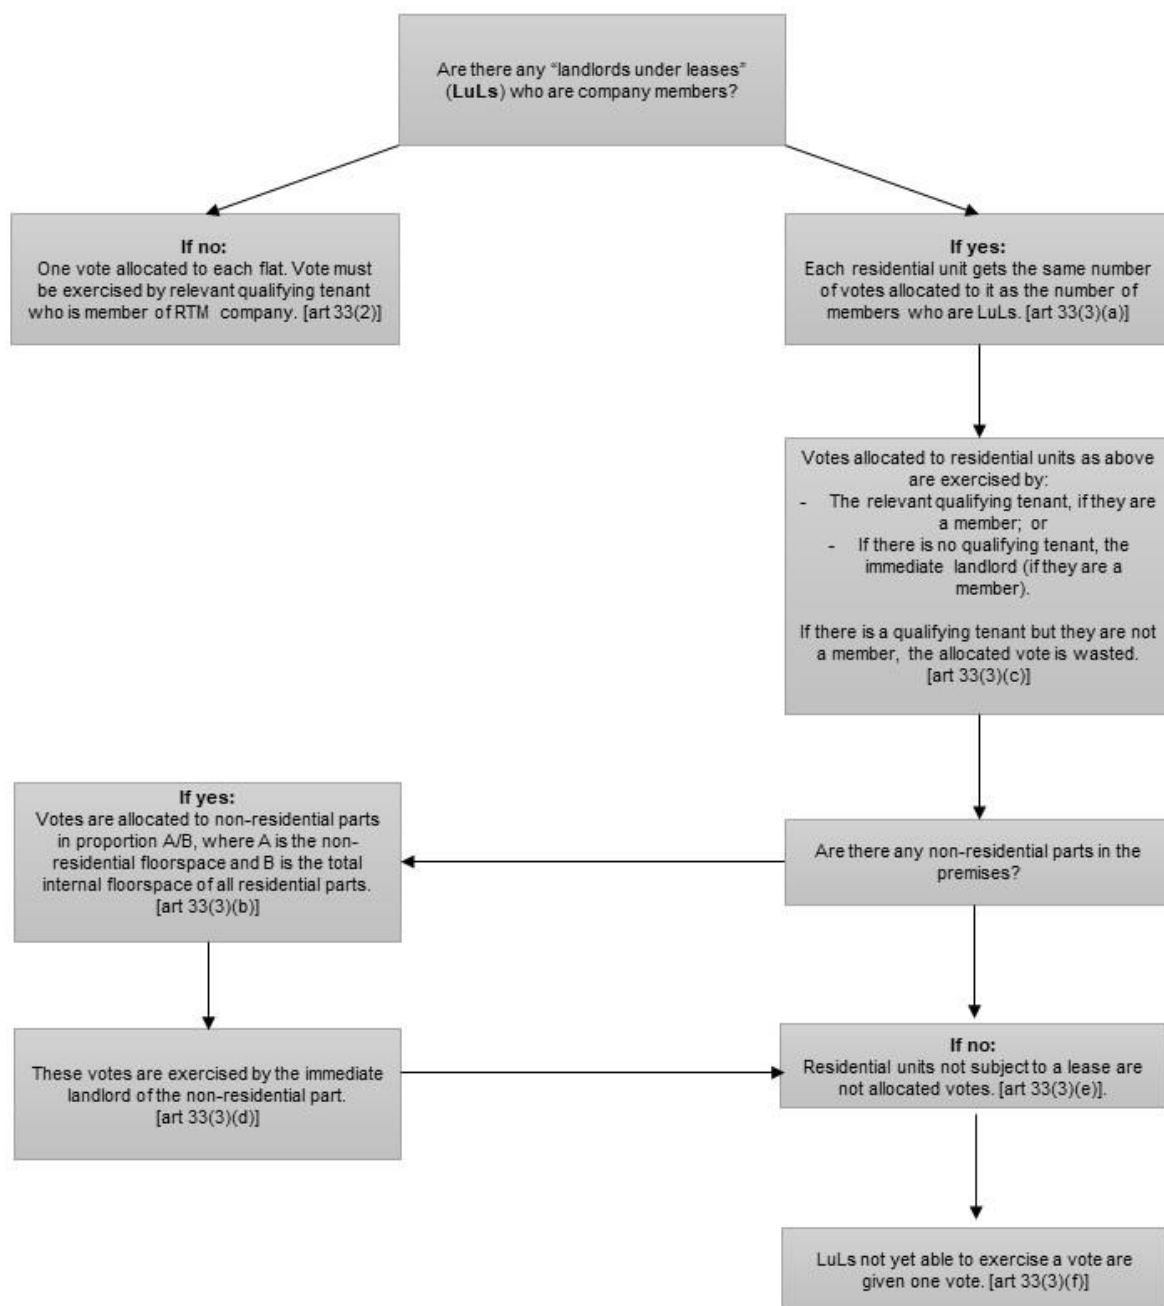 Are there any “landlords under leases”
(LuLs) who are company members?
If no:
One vote allocated to each flat. Vote must
be exercised by relevant qualifying tenant
who is member of RTM company. [art 33(2)]
If yes:
Each residential unit gets the same number
of votes allocated to it as the number of
members who are LuLs. [art 33(3)(a)]
Votes allocated to residential units as above
are exercised by:
- The relevant qualifying tenant, if they are
a member; or
- If there is no qualifying tenant, the
immediate landlord (if they are a
member).
If there is a qualifying tenant but they are not
a member, the allocated vote is wasted.
[art 33(3)(c)]
Are there any non-residential parts in the
premises?
If yes:
Votes are allocated to non-residential parts
in proportion A/B, where A is the non-
residential floorspace and B is the total
internal floorspace of all residential parts.
[art 33(3)(b)]
These votes are exercised by the immediate
landlord of the non-residential part.
[art 33(3)(d)]
If no:
Residential units not subject to a lease are
not allocated votes. [art 33(3)(e)].
LuLs not yet able to exercise a vote are
given one vote. [art 33(3)(f)]